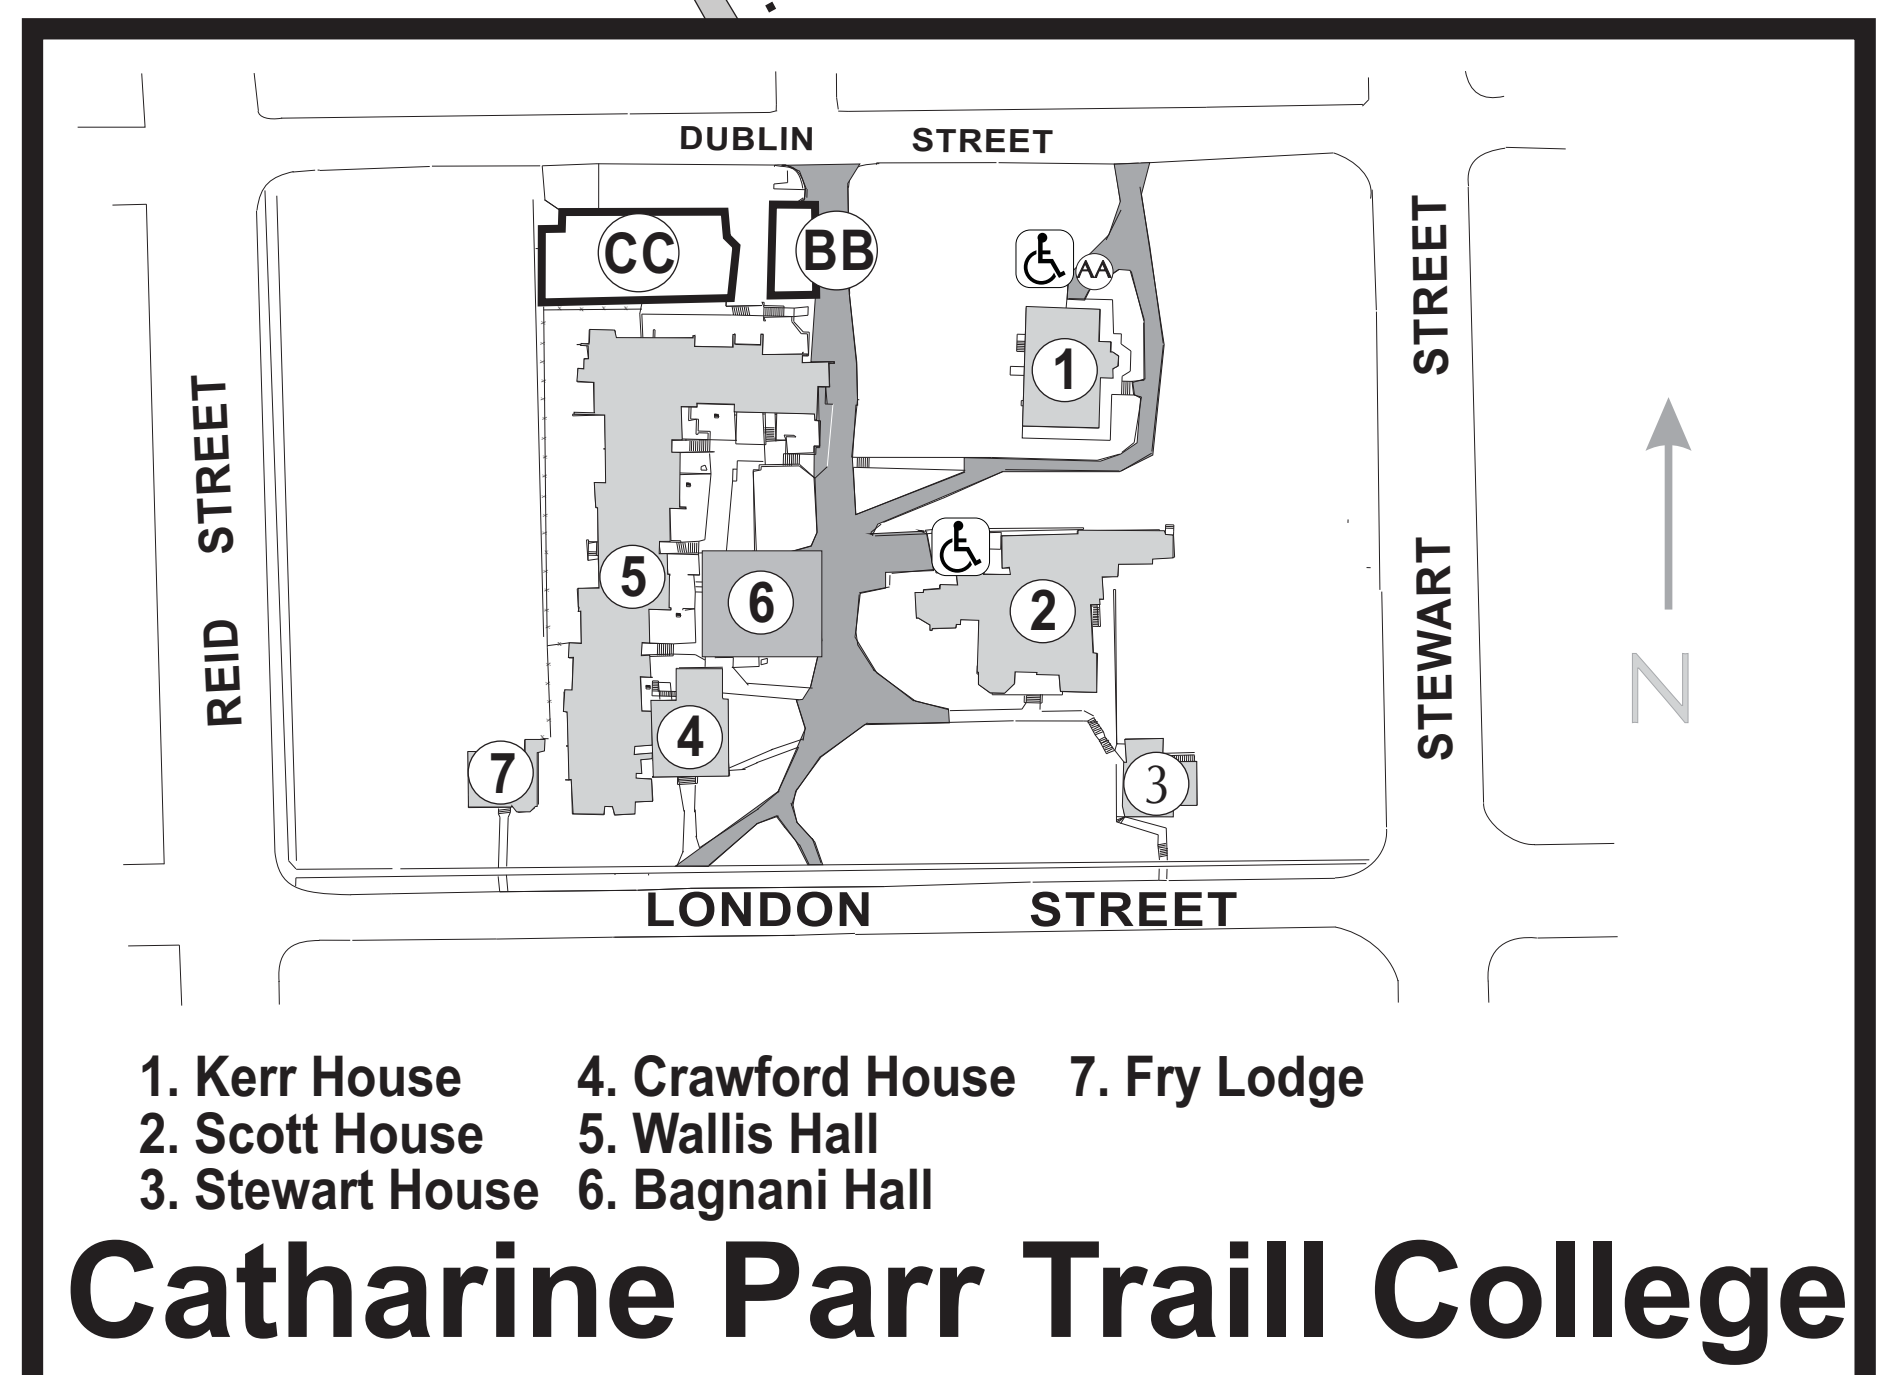 DUBLIN STREET
CC
BB
AA
1
REID STREET
STEWART STREET
5
6
2
N
4
7
3
LONDON STREET
1. Kerr House
2. Scott House
3. Stewart House
4. Crawford House
5. Wallis Hall
6. Bagnani Hall
7. Fry Lodge
Catharine Parr Traill College